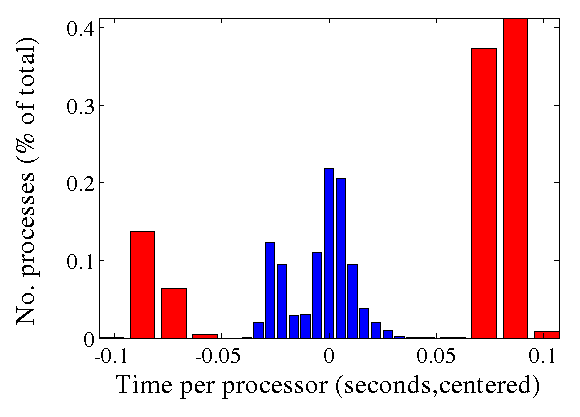 0.4
0.3
0.2
0.1
0
-0.1 -0.05 0 0.05 0.1
No. processes (% of total)
Time per processor (seconds,centered)